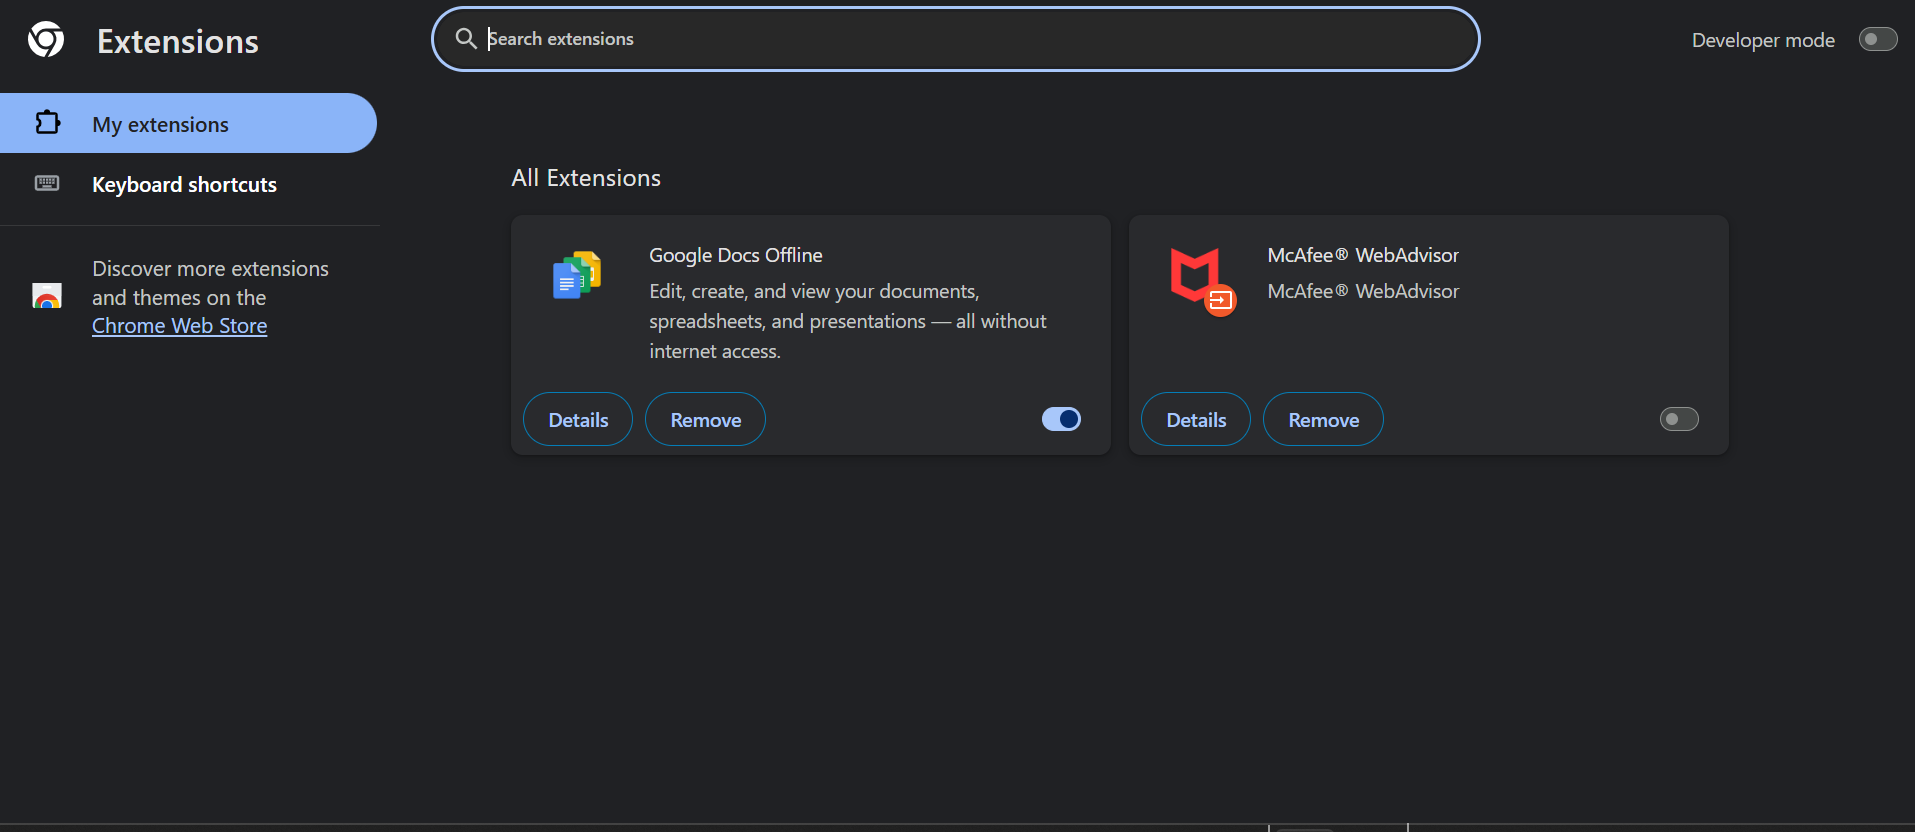 Extensions
Search extensions
Developer mode
My extensions
Keyboard shortcuts
Discover more extensions
and themes on the
Chrome Web Store
All Extensions
Google Docs Offline
Edit, create, and view your documents,
spreadsheets, and presentations — all without
internet access.
Details
Remove
McAfee® WebAdvisor
McAfee® WebAdvisor
Details
Remove